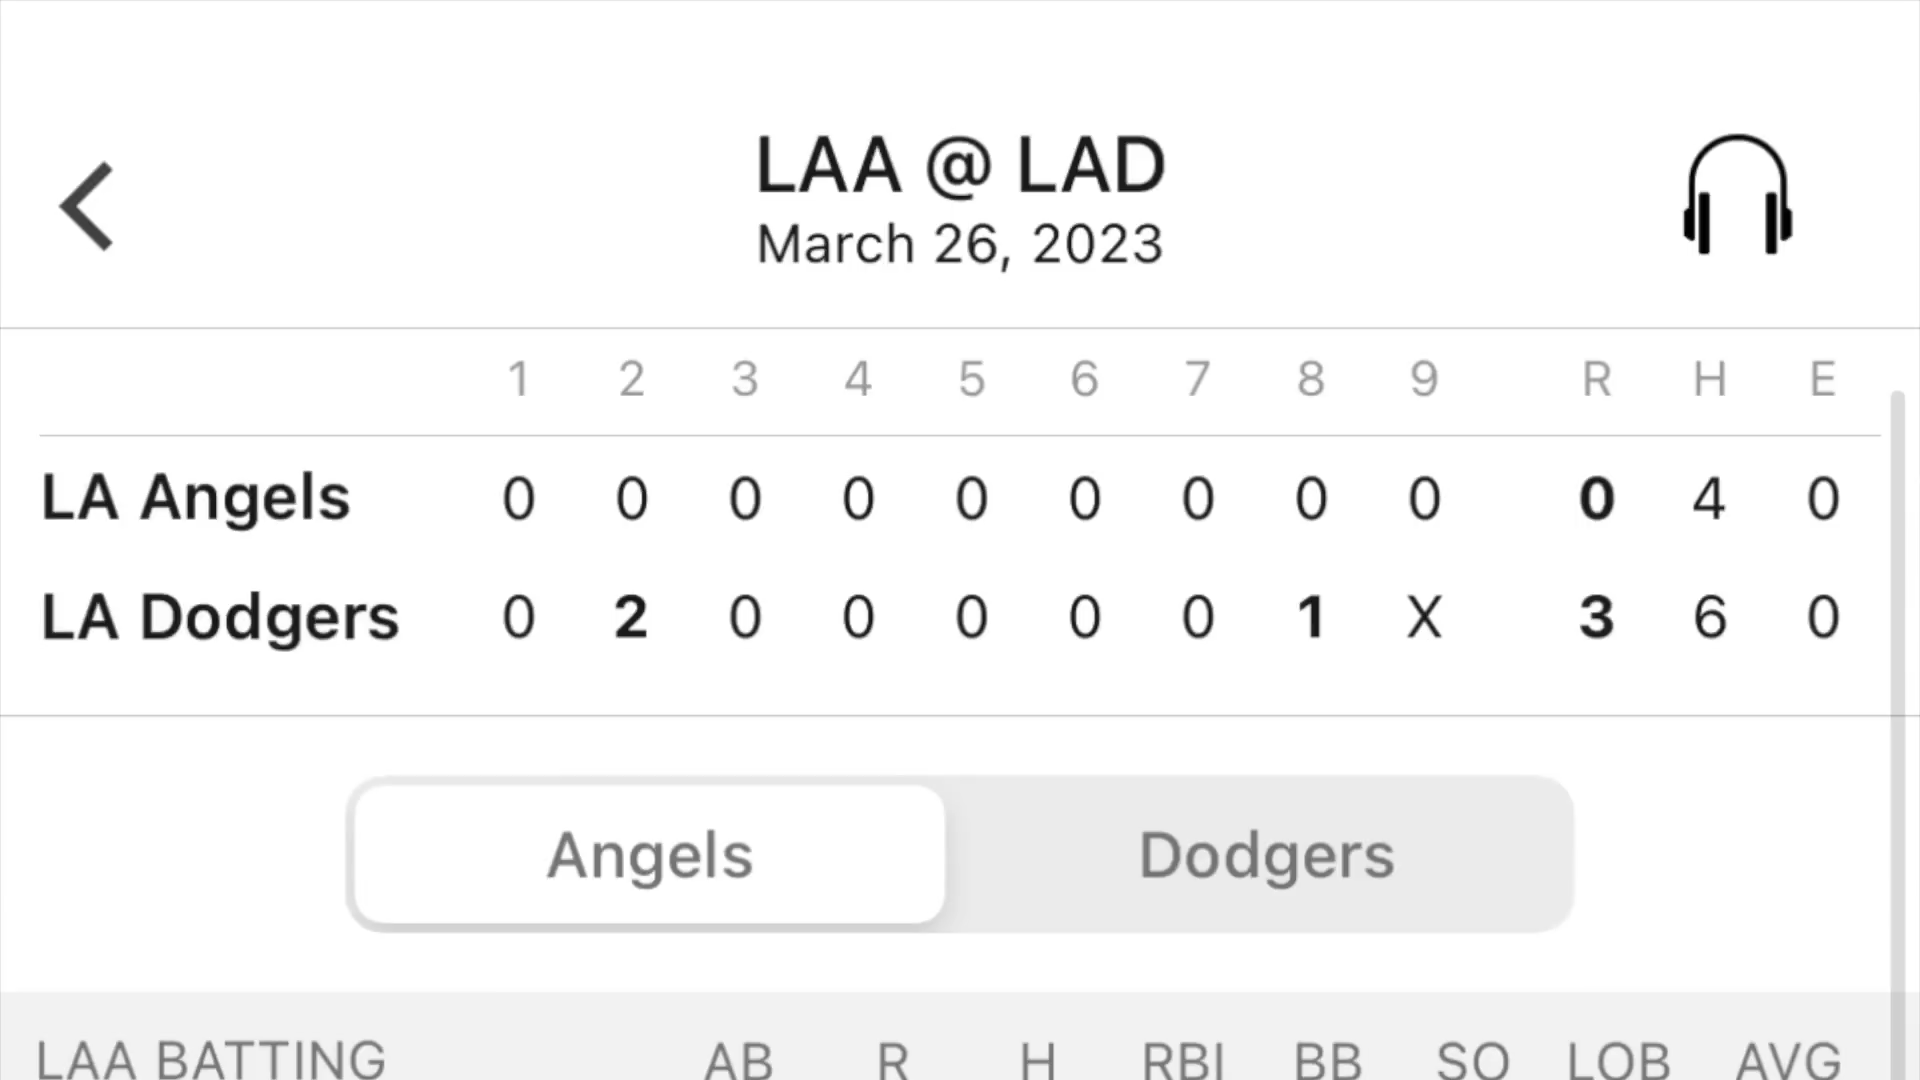 LAA @ LAD
March 26, 2023
1 2 3 4 5 6 7 8 9 R H E
LA Angels 0 0 0 0 0 0 0 0 0 0 4 0
LA Dodgers 0 2 0 0 0 0 0 1 X 3 6 0
Angels Dodgers
LAA BATTING AB R H RBI BB SO LOB AVG